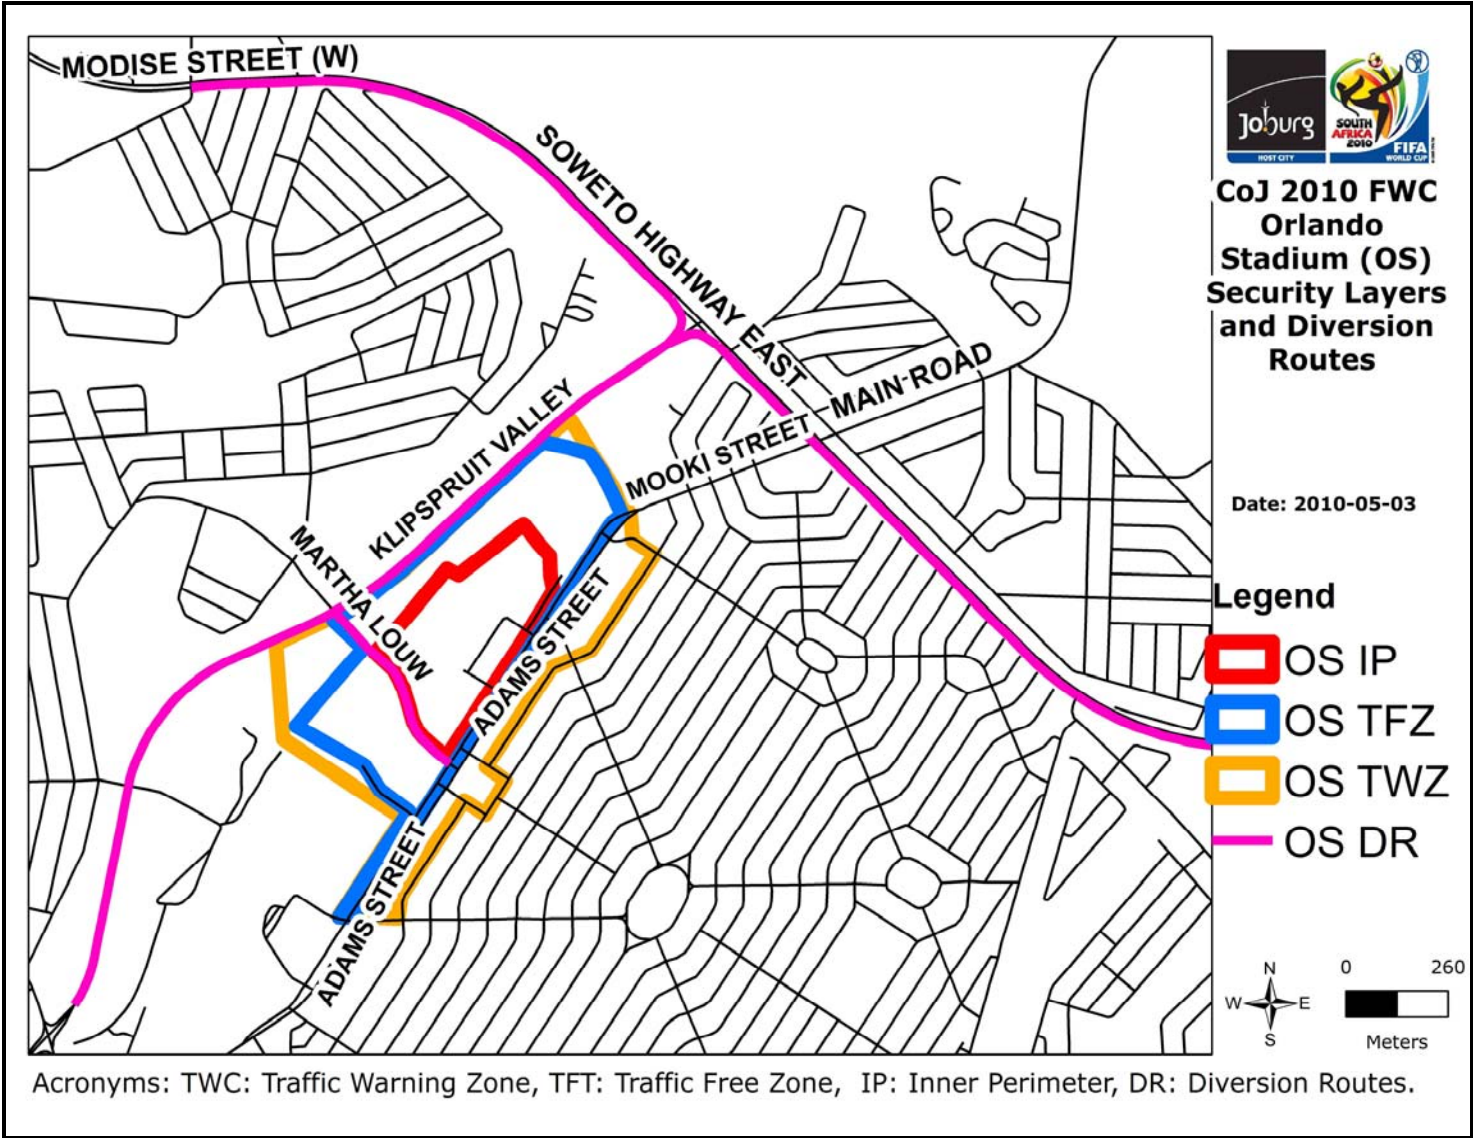 MODISE STREET (W)
SOWETO HIGHWAY EAST
MAIN ROAD
MOOKI STREET
KLIPSPRUIT VALLEY
MARTHA LOUW
ADAMS STREET
ADAMS STREET
Joburg
HOST CITY
SOUTH
AFRICA
2010
FIFA
WORLD CUP
CoJ 2010 FWC
Orlando
Stadium (OS)
Security Layers
and Diversion
Routes
Date: 2010-05-03
Legend
OS IP
OS TFZ
OS TWZ
OS DR
N
W E
S
0 260
Meters
Acronyms: TWC: Traffic Warning Zone, TFT: Traffic Free Zone, IP: Inner Perimeter, DR: Diversion Routes.